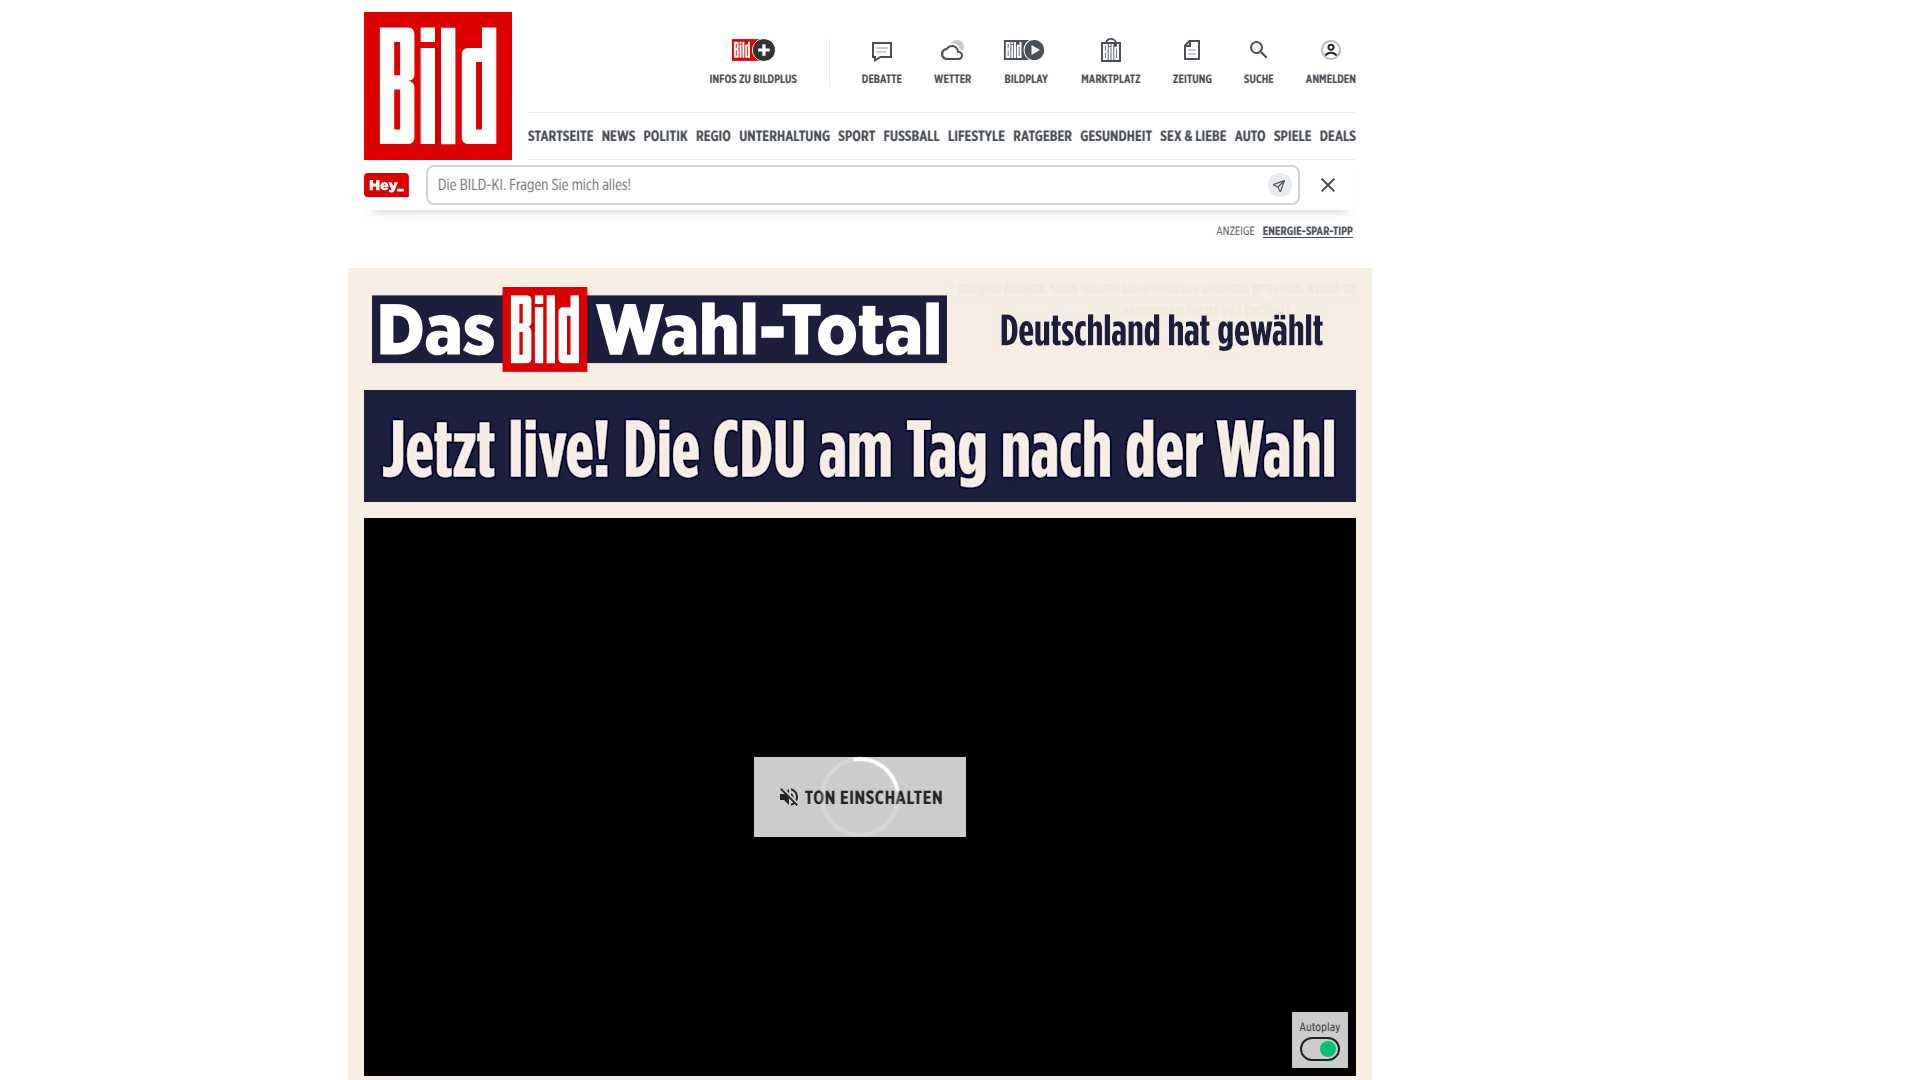 Bild
INFOS ZU BILDPLUS
DEBATTE
WETTER
BILDPLAY
MARKTPLATZ
ZEITUNG
SUCHE
ANMELDEN
STARTSEITE NEWS POLITIK REGIO UNTERHALTUNG SPORT FUSSBALL LIFESTYLE RATGEBER GESUNDHEIT SEX & LIEBE AUTO SPIELE DEALS
Hey_
Die BILD-KI. Fragen Sie mich alles!
ANZEIGE ENERGIE-SPAR-TIPP
Das Bild Wahl-Total
Deutschland hat gewählt
Jetzt live! Die CDU am Tag nach der Wahl
TON EINSCHALTEN
Autoplay